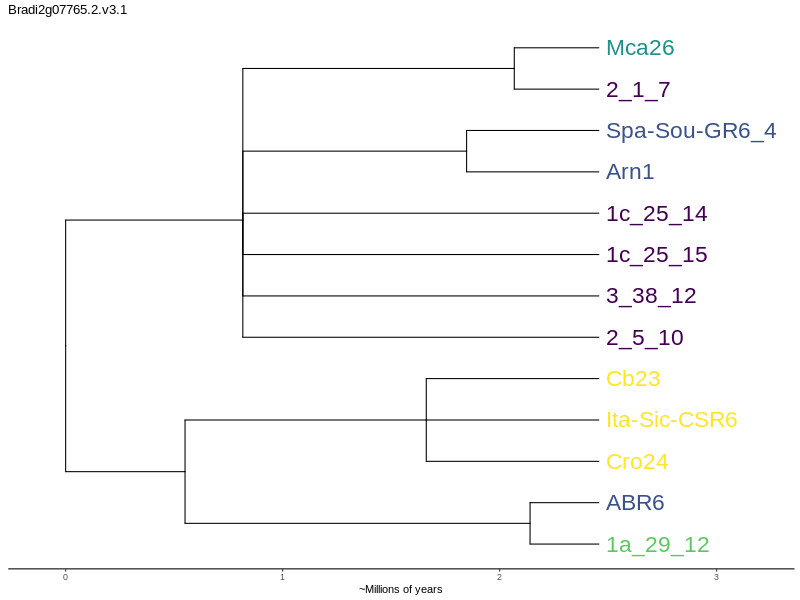 Bradi2g07765.2.v3.1
Mca26
2_1_7
Spa-Sou-GR6_4
Arn1
1c_25_14
1c_25_15
3_38_12
2_5_10
Cb23
Ita-Sic-CSR6
Cro24
ABR6
1a_29_12
0 1 2 3
~Millions of years